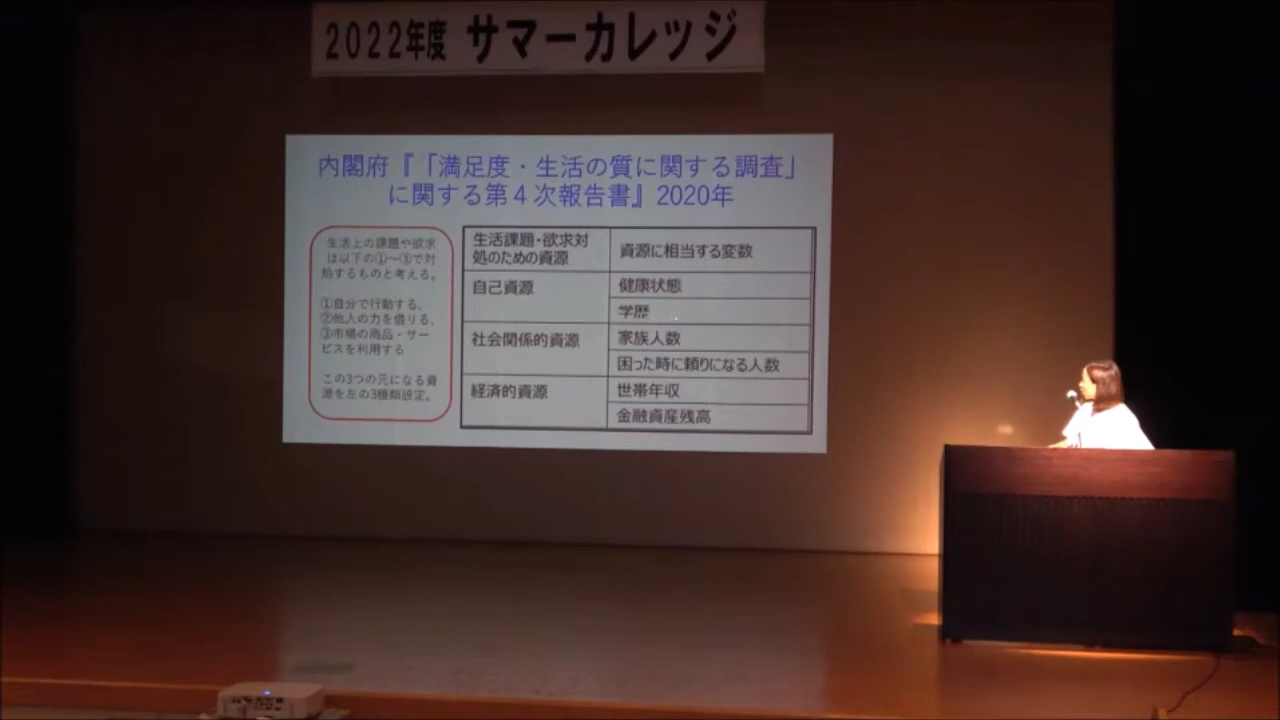 2022年度 サマーカレッジ
内閣府『「満足度・生活の質に関する調査」
に関する第4次報告書』2020年
生活上の課題や欲求
は以下の①～③で対
処するものと考える。
①自分で行動する、
②他人の力を借りる、
③市場の商品・サー
ビスを利用する
この3つの元になる資
源を左の3種類設定。
生活課題・欲求対
処のための資源
資源に相当する変数
自己資源
健康状態
学歴
社会関係的資源
家族人数
困った時に頼りになる人数
経済的資源
世帯年収
金融資産残高